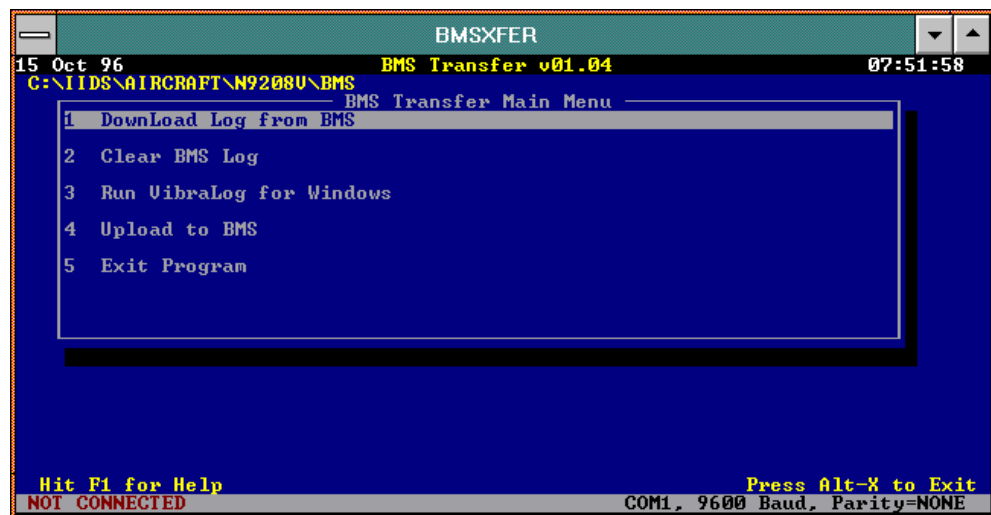 BMSXFER
15 Oct 96 BMS Transfer v01.04 07:51:58
C:\IIDS\AIRCRAFT\N9208V\BMS
BMS Transfer Main Menu
1 DownLoad Log from BMS
2 Clear BMS Log
3 Run VibraLog for Windows
4 Upload to BMS
5 Exit Program
Hit F1 for Help Press Alt-X to Exit
NOT CONNECTED COM1, 9600 Baud, Parity=NONE